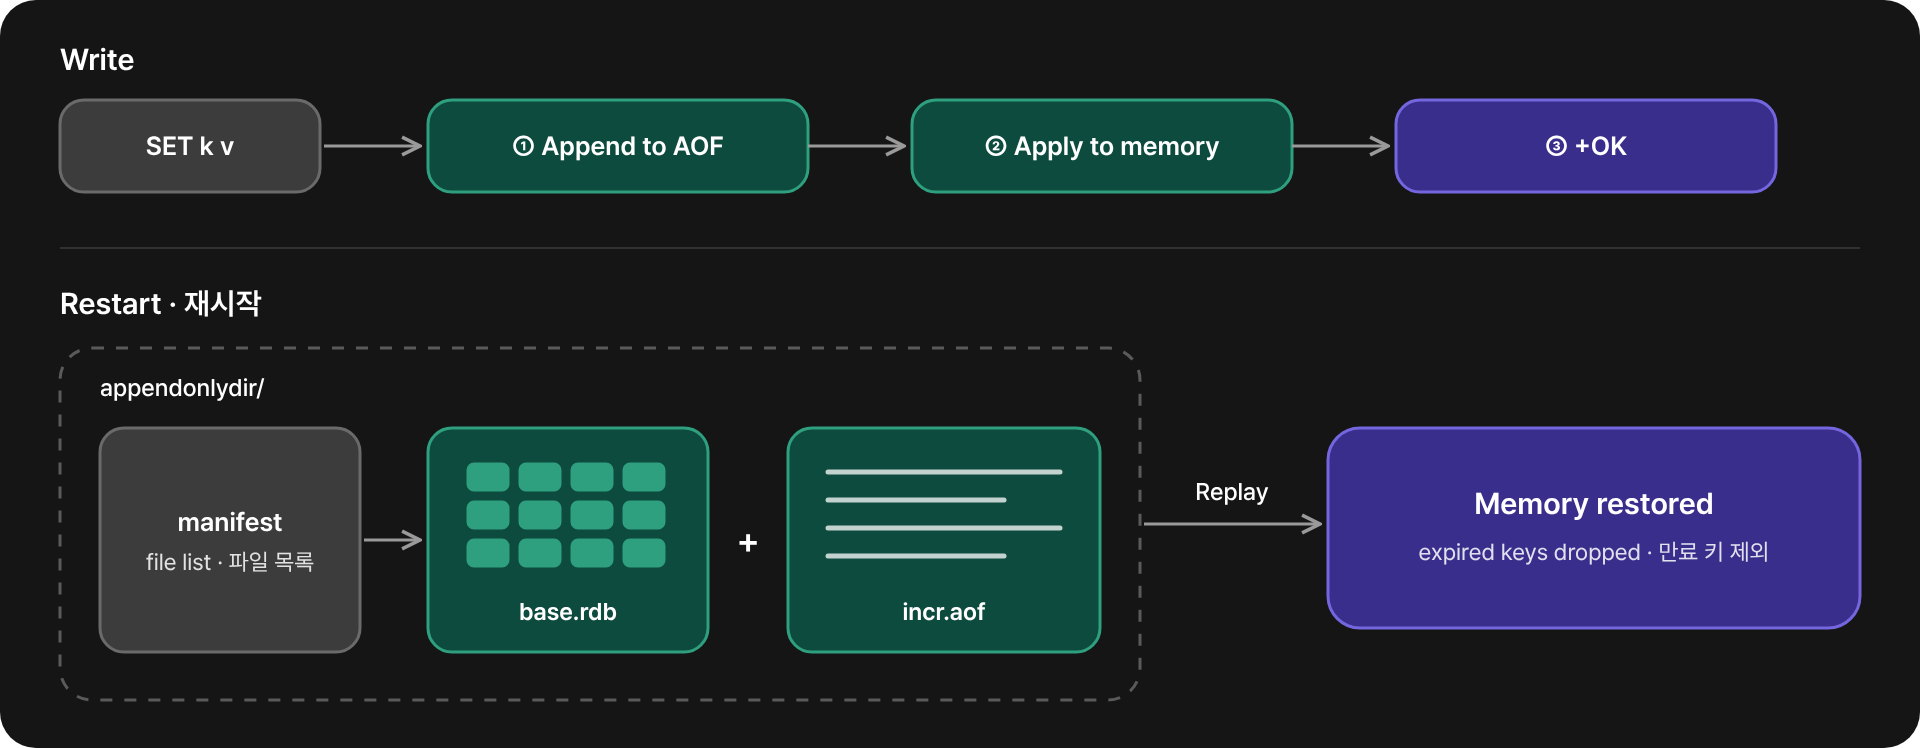 Write
SET k v
① Append to AOF
② Apply to memory
③ +OK
Restart · 재시작
appendonlydir/
manifest
file list · 파일 목록
base.rdb
+
incr.aof
Replay
Memory restored
expired keys dropped · 만료 키 제외